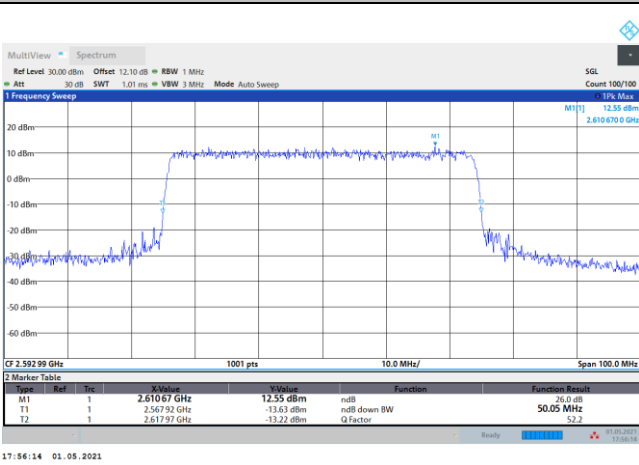 MultiView Spectrum
Ref Level 30.00 dBm Offset 12.10 dB RBW 1 MHz SGL
Att 30 dB SWT 1.01 ms VBW 3 MHz Mode Auto Sweep Count 100/100
1 Frequency Sweep 1Pk Max
M1[1] 12.55 dBm
2.610 670 0 GHz
20 dBm
M1
10 dBm
0 dBm
-10 dBm
-20 dBm
-30 dBm
-40 dBm
-50 dBm
-60 dBm
CF 2.592 99 GHz 1001 pts 10.0 MHz/ Span 100.0 MHz
2 Marker Table
Type Ref Trc X-Value Y-Value Function Function Result
M1 1 2.610 67 GHz 12.55 dBm ndB 26.0 dB
T1 1 2.567 92 GHz -13.63 dBm ndB down BW 50.05 MHz
T2 1 2.617 97 GHz -13.22 dBm Q Factor 52.2
Ready 01.05.2021
17:56:14
17:56:14 01.05.2021